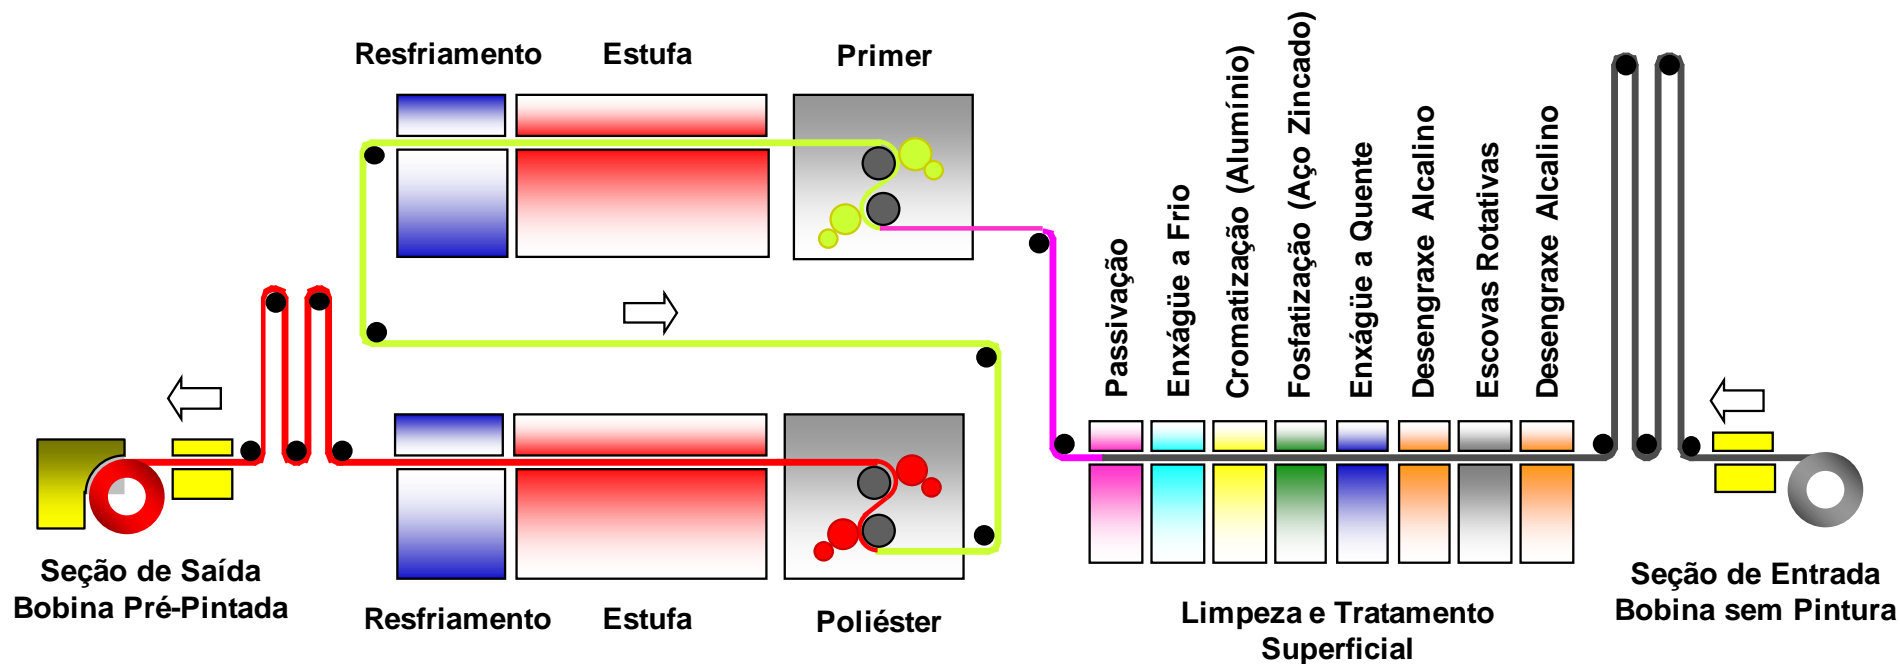 Resfriamento
Estufa
Primer
Passivação
Enxágüe a Frio
Cromatização (Alumínio)
Fosfatização (Aço Zincado)
Enxágüe a Quente
Desengraxe Alcalino
Escovas Rotativas
Desengraxe Alcalino
Seção de Saída
Bobina Pré-Pintada
Resfriamento
Estufa
Poliéster
Limpeza e Tratamento
Superficial
Seção de Entrada
Bobina sem Pintura